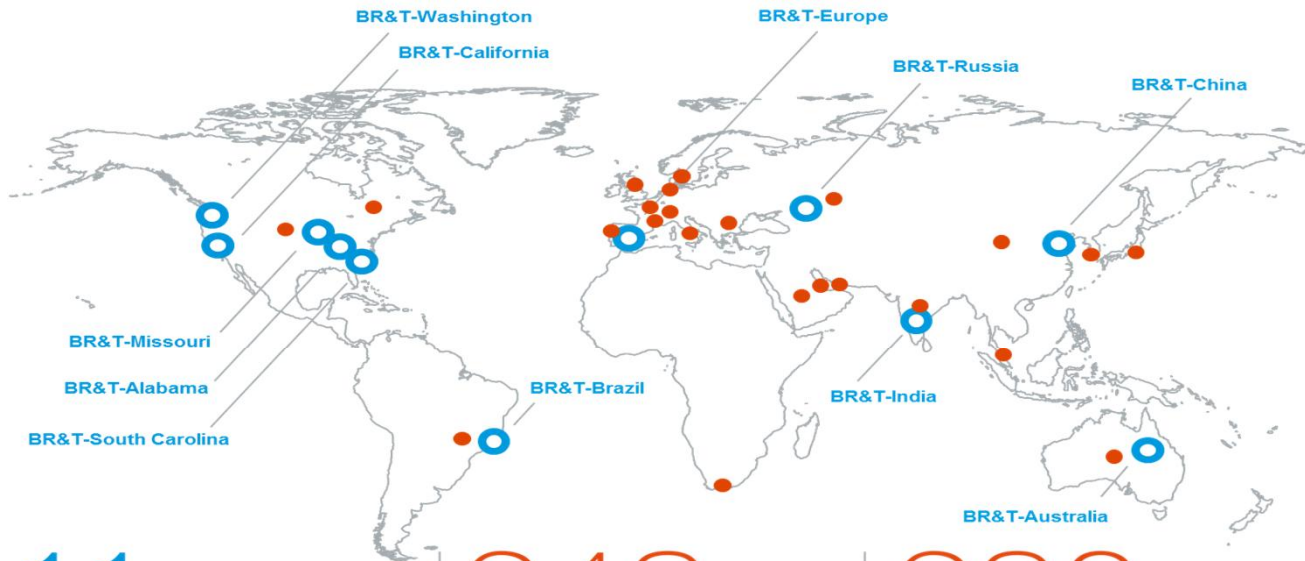 BR&T-Washington
BR&T-Europe
BR&T-California
BR&T-Russia
BR&T-China
BR&T-Missouri
BR&T-Alabama
BR&T-Brazil
BR&T-India
BR&T-South Carolina
BR&T-Australia